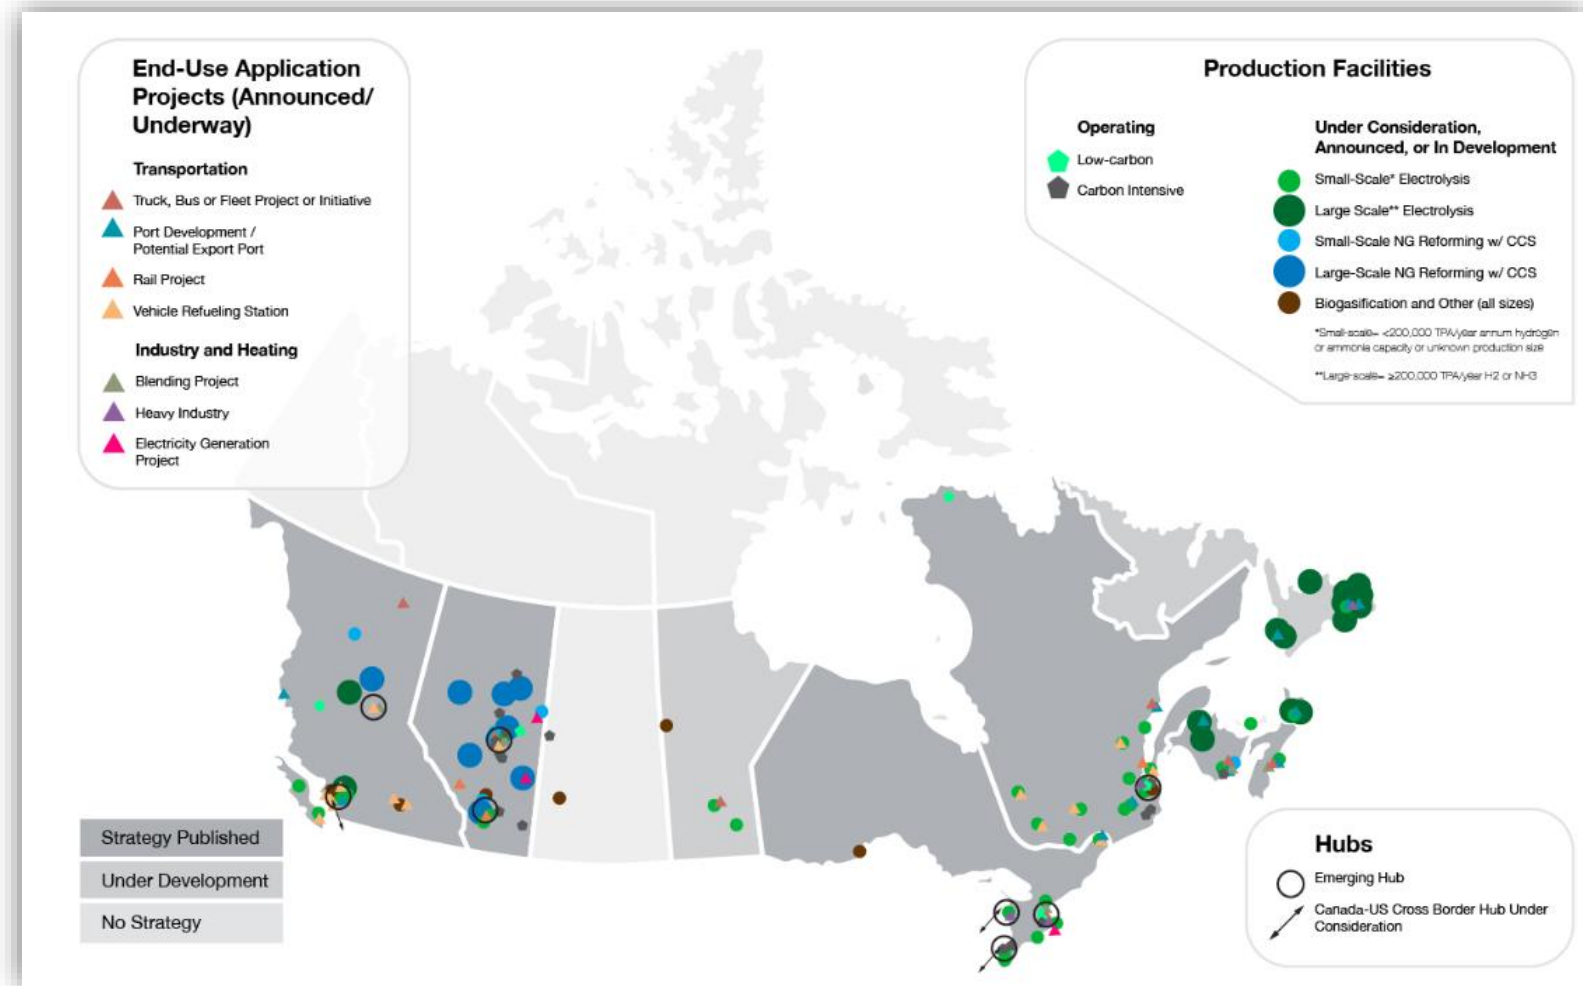 End-Use Application
Projects (Announced/
Underway)
Transportation
Truck, Bus or Fleet Project or Initiative
Port Development /
Potential Export Port
Rail Project
Vehicle Refueling Station
Industry and Heating
Blending Project
Heavy Industry
Electricity Generation
Project
Production Facilities
Operating
Low-carbon
Carbon Intensive
Under Consideration,
Announced, or In Development
Small-Scale* Electrolysis
Large Scale** Electrolysis
Small-Scale NG Reforming w/ CCS
Large-Scale NG Reforming w/ CCS
Biogasification and Other (all sizes)
*Small-scale= <200,000 TPA/year annum hydrogen
or ammonia capacity or unknown production size
**Large-scale= ≥200,000 TPA/year H2 or NH3
Strategy Published
Under Development
No Strategy
Hubs
Emerging Hub
Canada-US Cross Border Hub Under
Consideration